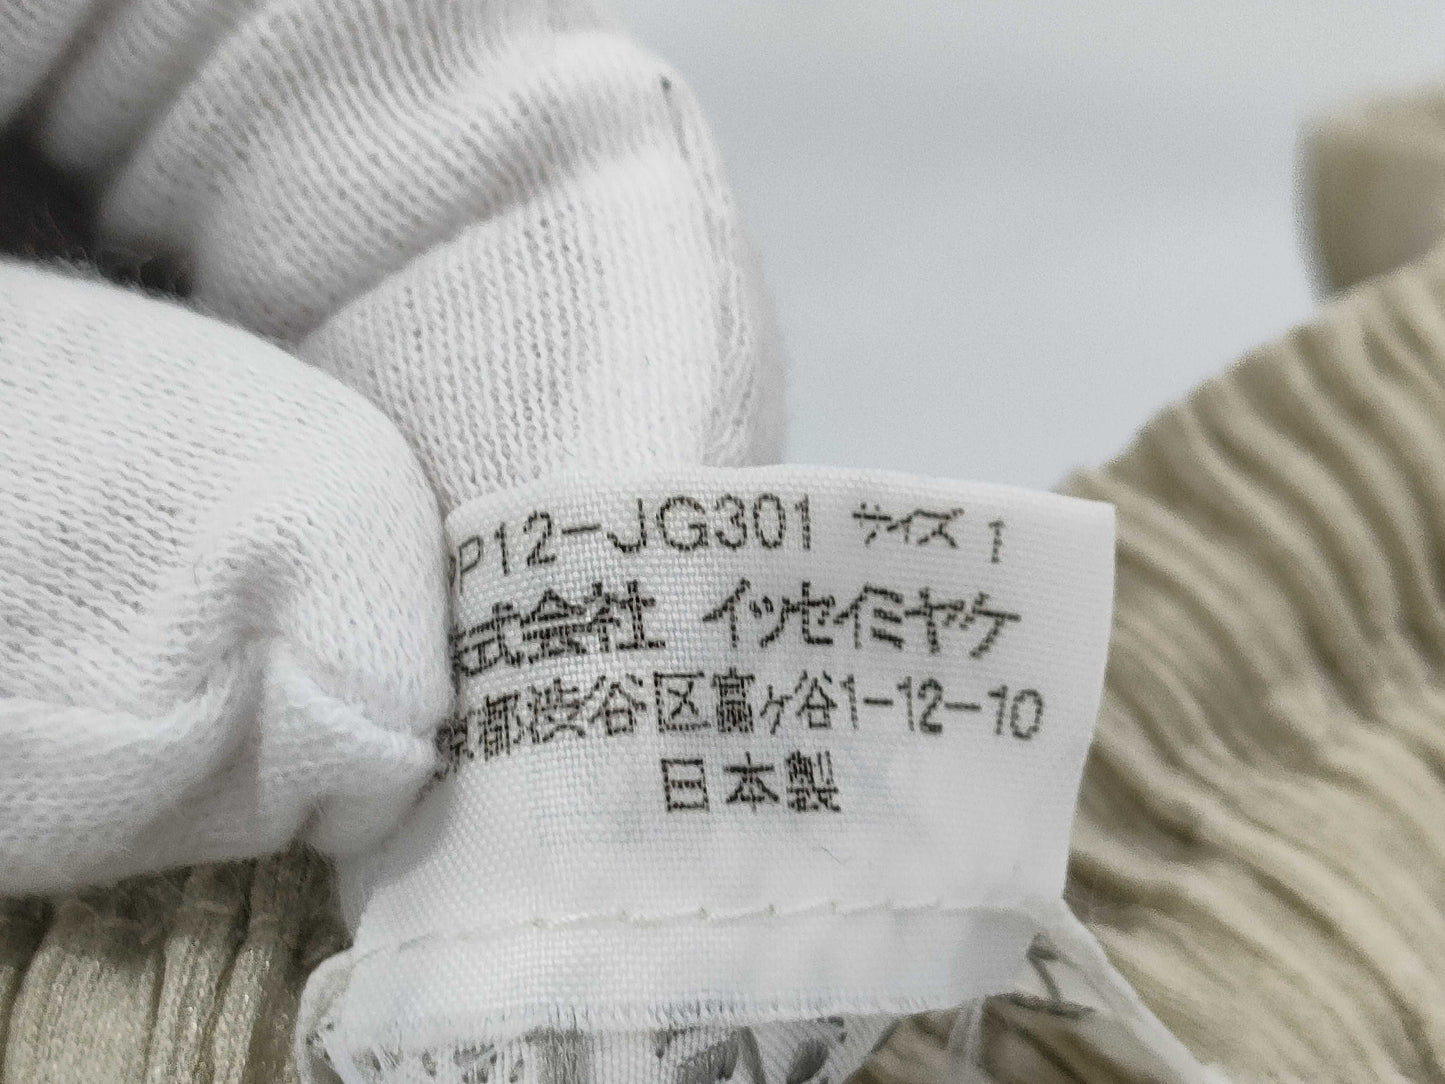 P12-JG301 サイズ 1
式会社 イッセイミヤケ
京都渋谷区富ヶ谷1-12-10
日本製